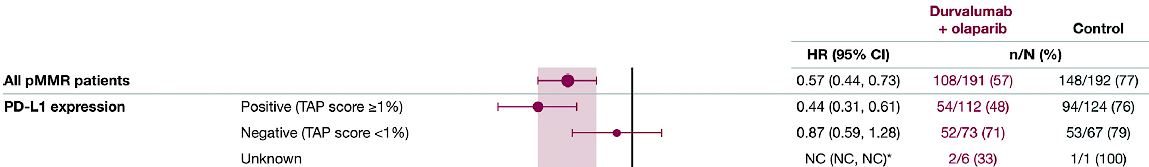 Durvalumab
+ olaparib Control
HR (95% CI) n/N (%)
All pMMR patients 0.57 (0.44, 0.73) 108/191 (57) 148/192 (77)
PD-L1 expression Positive (TAP score ≥1%) 0.44 (0.31, 0.61) 54/112 (48) 94/124 (76)
Negative (TAP score <1%) 0.87 (0.59, 1.28) 52/73 (71) 53/67 (79)
Unknown NC (NC, NC)* 2/6 (33) 1/1 (100)